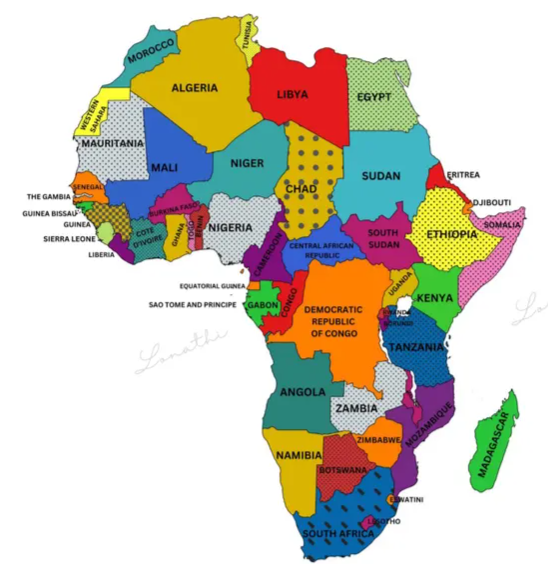 MOROCCO
TUNISIA
ALGERIA
LIBYA
EGYPT
WESTERN
SAHARA
MAURITANIA
MALI
NIGER
CHAD
SUDAN
ERITREA
SENEGAL
THE GAMBIA
GUINEA BISSAU
GUINEA
SIERRA LEONE
LIBERIA
BURKINA FASO
COTE
D'IVOIRE
GHANA
TOGO
BENIN
NIGERIA
DJIBOUTI
SOMALIA
ETHIOPIA
SOUTH
SUDAN
CAMEROON
CENTRAL AFRICAN
REPUBLIC
EQUATORIAL GUINEA
SAO TOME AND PRINCIPE
GABON
CONGO
DEMOCRATIC
REPUBLIC
OF CONGO
UGANDA
KENYA
RWANDA
BURUNDI
TANZANIA
ANGOLA
ZAMBIA
MOZAMBIQUE
ZIMBABWE
MADAGASCAR
NAMIBIA
BOTSWANA
ESWATINI
LESOTHO
SOUTH AFRICA
Lonathi
Lo